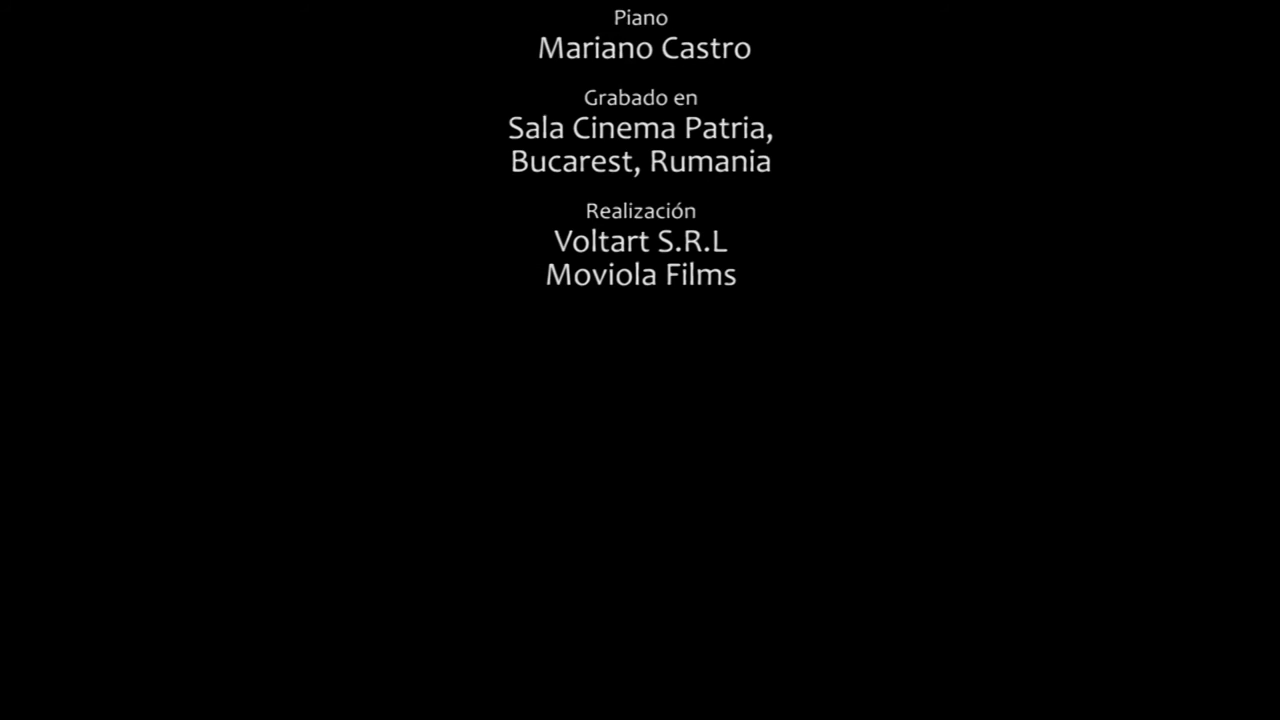 Piano
Mariano Castro
Grabado en
Sala Cinema Patria,
Bucarest, Rumania
Realización
Voltart S.R.L
Moviola Films